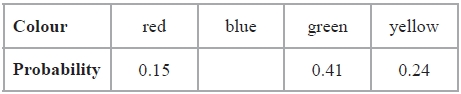 Colour red blue green yellow
Probability 0.15 0.41 0.24